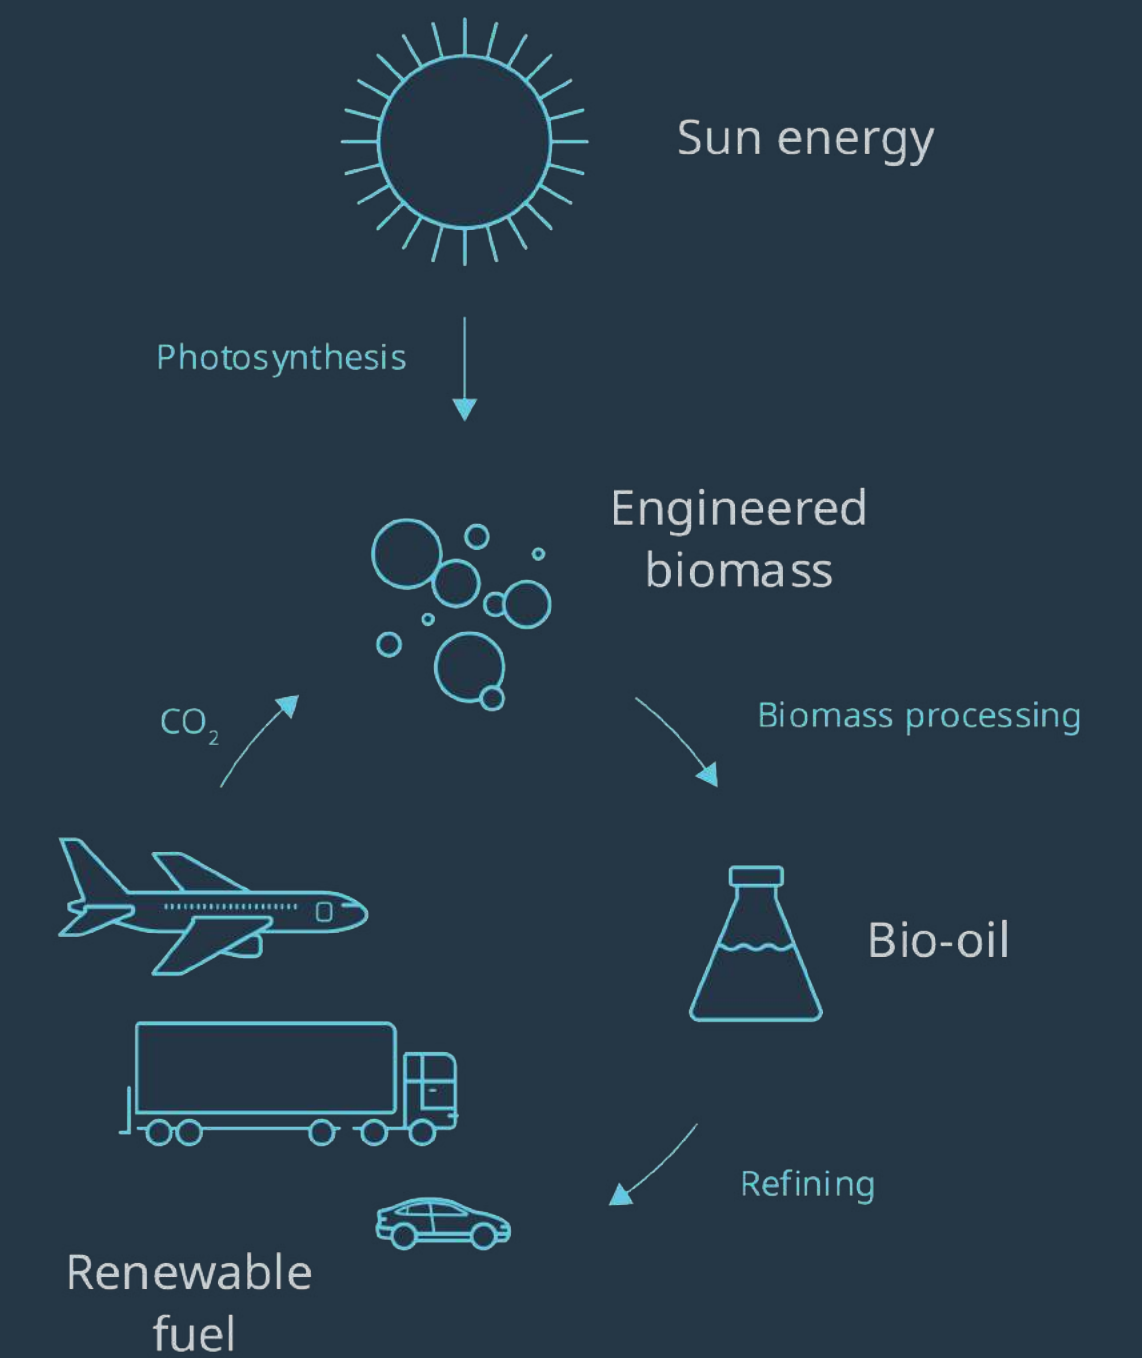 Sun energy
Photosynthesis
Engineered
biomass
CO₂
Biomass processing
Bio-oil
Refining
Renewable
fuel